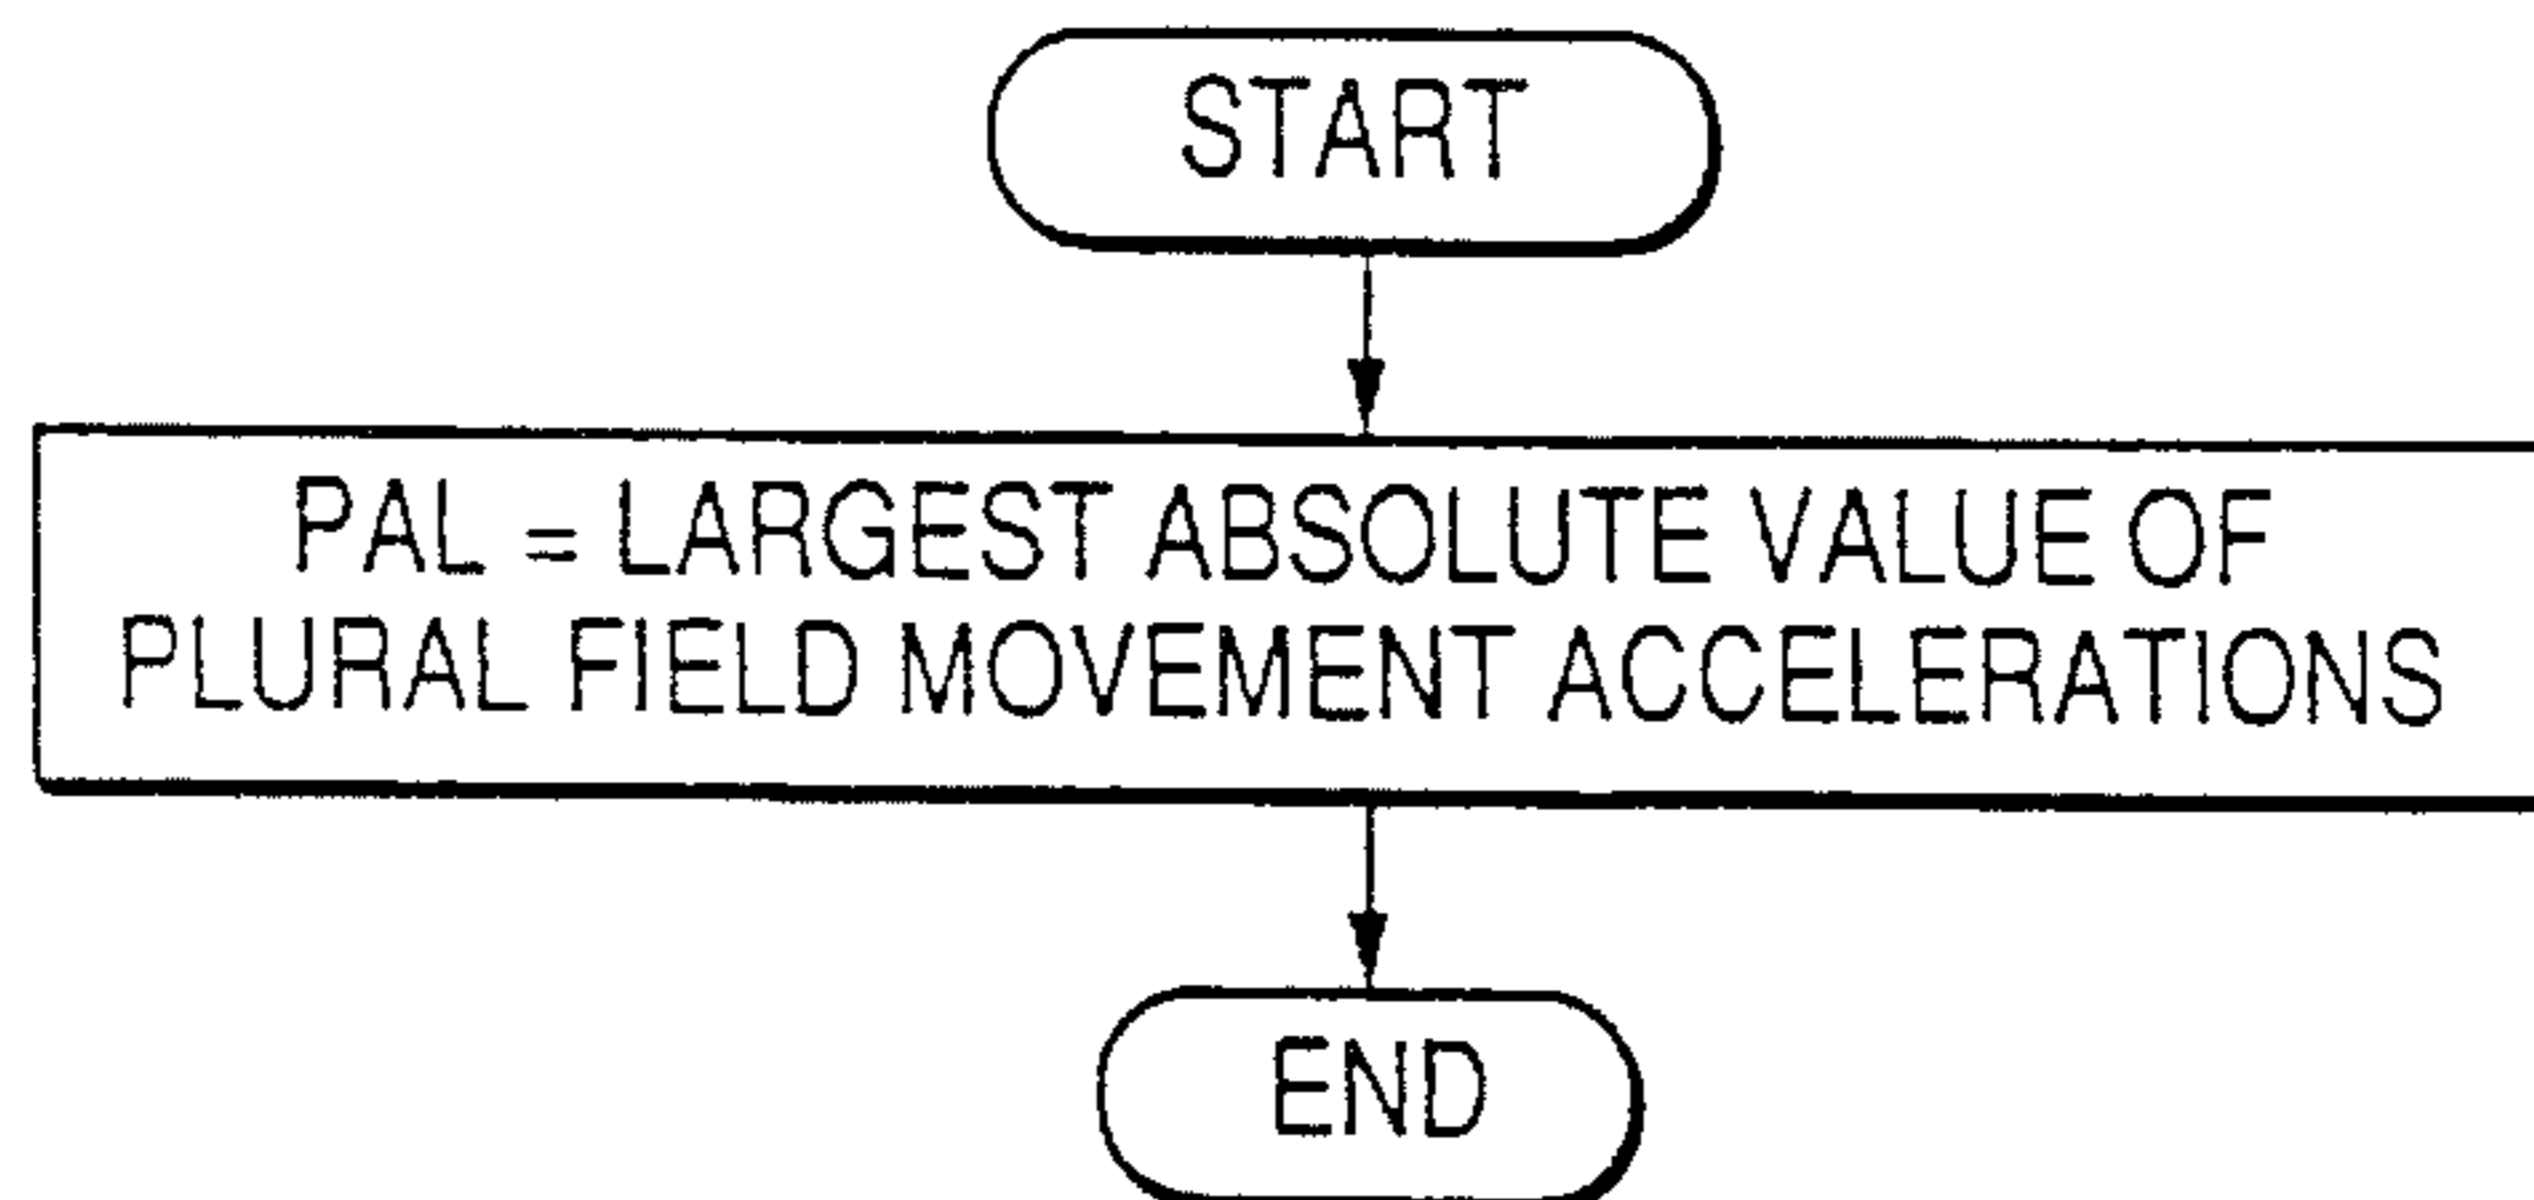 START
PAL = LARGEST ABSOLUTE VALUE OF
PLURAL FIELD MOVEMENT ACCELERATIONS
END